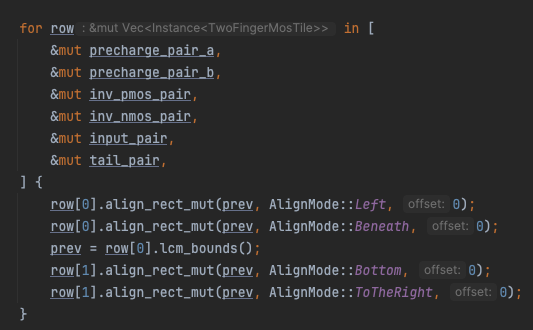 for row : &mut Vec<Instance<TwoFingerMosTile>> in [
&mut precharge_pair_a,
&mut precharge_pair_b,
&mut inv_pmos_pair,
&mut inv_nmos_pair,
&mut input_pair,
&mut tail_pair,
] {
row[0].align_rect_mut(prev, AlignMode::Left, offset: 0);
row[0].align_rect_mut(prev, AlignMode::Beneath, offset: 0);
prev = row[0].lcm_bounds();
row[1].align_rect_mut(prev, AlignMode::Bottom, offset: 0);
row[1].align_rect_mut(prev, AlignMode::ToTheRight, offset: 0);
}